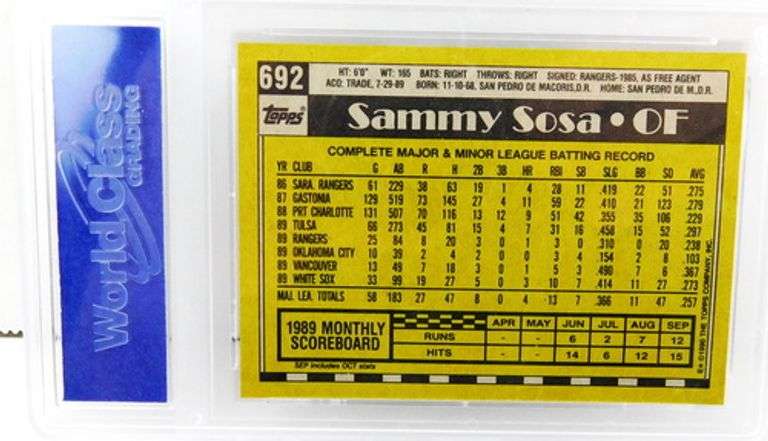 World Class
GRADING
692
HT: 6'0" WT: 165 BATS: RIGHT THROWS: RIGHT SIGNED: RANGERS-1985, AS FREE AGENT
ACQ: TRADE, 7-29-89 BORN: 11-10-68, SAN PEDRO DE MACORIS,D.R. HOME: SAN PEDRO DE M.,D.R.
Topps
Sammy Sosa • OF
COMPLETE MAJOR & MINOR LEAGUE BATTING RECORD
YR CLUB G AB R H 2B 3B HR RBI SB SLG BB SO AVG
86 SARA. RANGERS 61 229 38 63 19 1 4 28 11 .419 22 51 .275
87 GASTONIA 129 519 73 145 27 4 11 59 22 .410 21 123 .279
88 PRT CHARLOTTE 131 507 70 116 13 12 9 51 42 .355 35 106 .229
89 TULSA 66 273 45 81 15 4 7 31 16 .458 15 52 .297
89 RANGERS 25 84 8 20 3 0 1 3 0 .310 0 20 .238
89 OKLAHOMA CITY 10 39 2 4 2 0 0 3 4 .154 2 8 .103
89 VANCOUVER 13 49 7 18 3 0 1 5 3 .490 7 6 .367
89 WHITE SOX 33 99 19 27 5 0 3 10 7 .414 11 27 .273
MAJ. LEA. TOTALS 58 183 27 47 8 0 4 13 7 .366 11 47 .257
1989 MONTHLY
SCOREBOARD
APR MAY JUN JUL AUG SEP
RUNS - - 6 2 7 12
HITS - - 14 6 12 15
SEP includes OCT stats
© 1990 THE TOPPS COMPANY, INC.